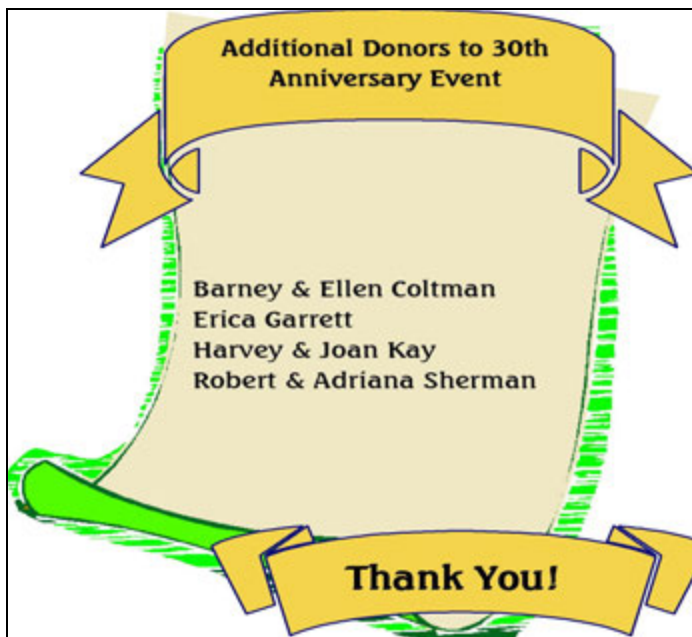 Additional Donors to 30th
Anniversary Event
Barney & Ellen Coltman
Erica Garrett
Harvey & Joan Kay
Robert & Adriana Sherman
Thank You!